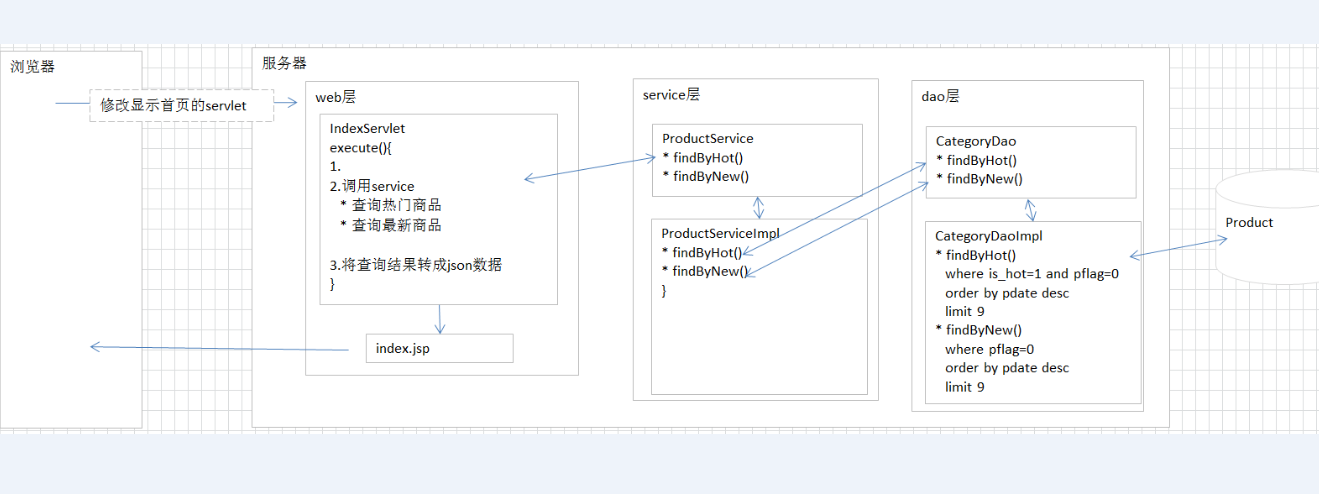 浏览器
修改显示首页的servlet
服务器
web层
IndexServlet
execute(){
1.
2.调用service
* 查询热门商品
* 查询最新商品
3.将查询结果转成json数据
}
index.jsp
service层
ProductService
* findByHot()
* findByNew()
ProductServiceImpl
* findByHot()
* findByNew()
}
dao层
CategoryDao
* findByHot()
* findByNew()
CategoryDaoImpl
* findByHot()
where is_hot=1 and pflag=0
order by pdate desc
limit 9
* findByNew()
where pflag=0
order by pdate desc
limit 9
Product